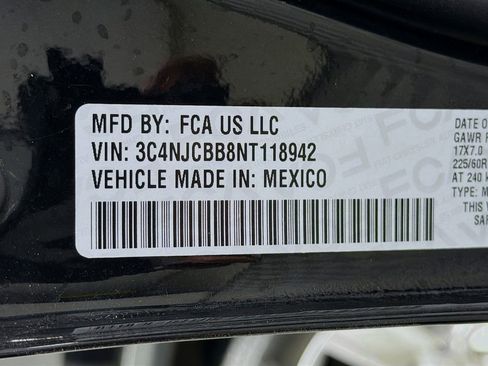 MFD BY: FCA US LLC
VIN: 3C4NJCBB8NT118942
VEHICLE MADE IN: MEXICO
DATE O
GAWR
17X7.0
225/60R
AT 240 k
TYPE: M
THIS V
SAF